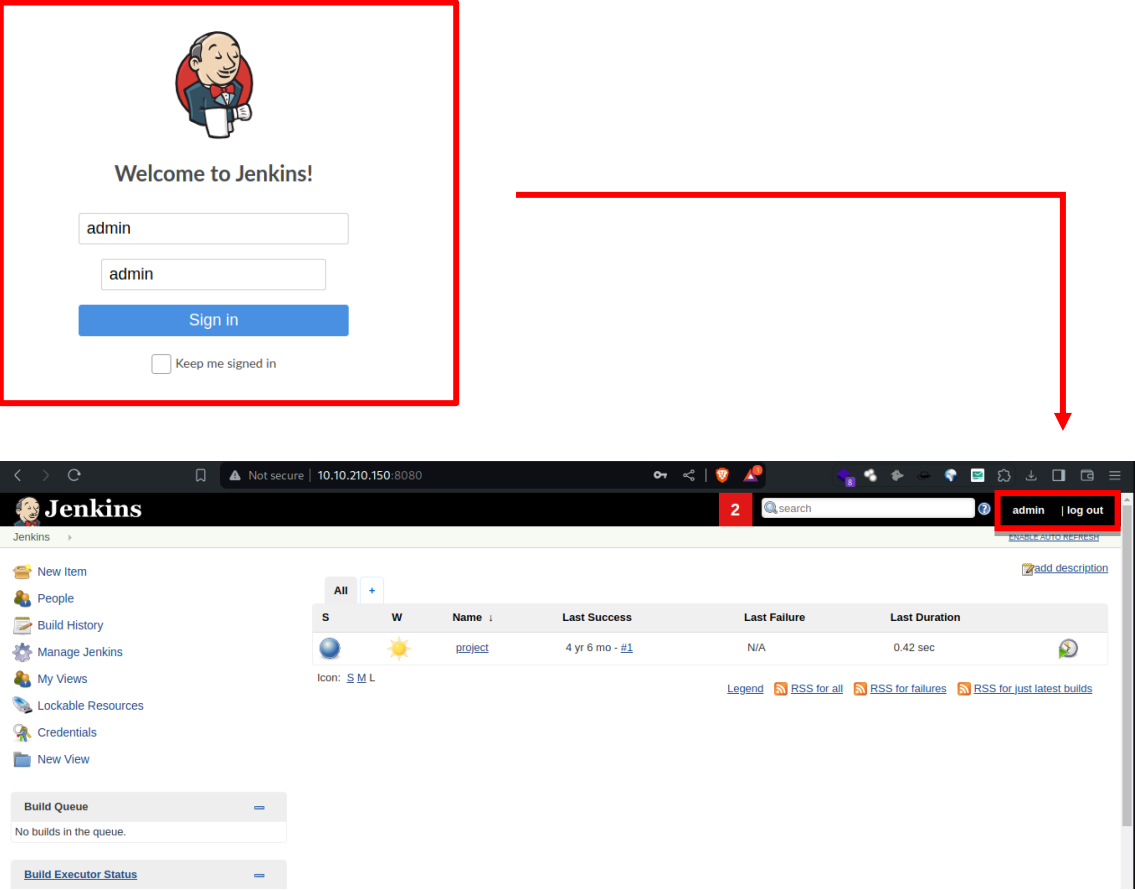 Welcome to Jenkins!
admin
admin
Sign in
Keep me signed in
Not secure | 10.10.210.150:8080
1
8
Jenkins
2
search
?
admin | log out
Jenkins
ENABLE AUTO REFRESH
New Item
People
Build History
Manage Jenkins
My Views
Lockable Resources
Credentials
New View
Build Queue
No builds in the queue.
Build Executor Status
add description
All +
S W Name ↓ Last Success Last Failure Last Duration
project 4 yr 6 mo - #1 N/A 0.42 sec
Icon: S M L
Legend RSS for all RSS for failures RSS for just latest builds